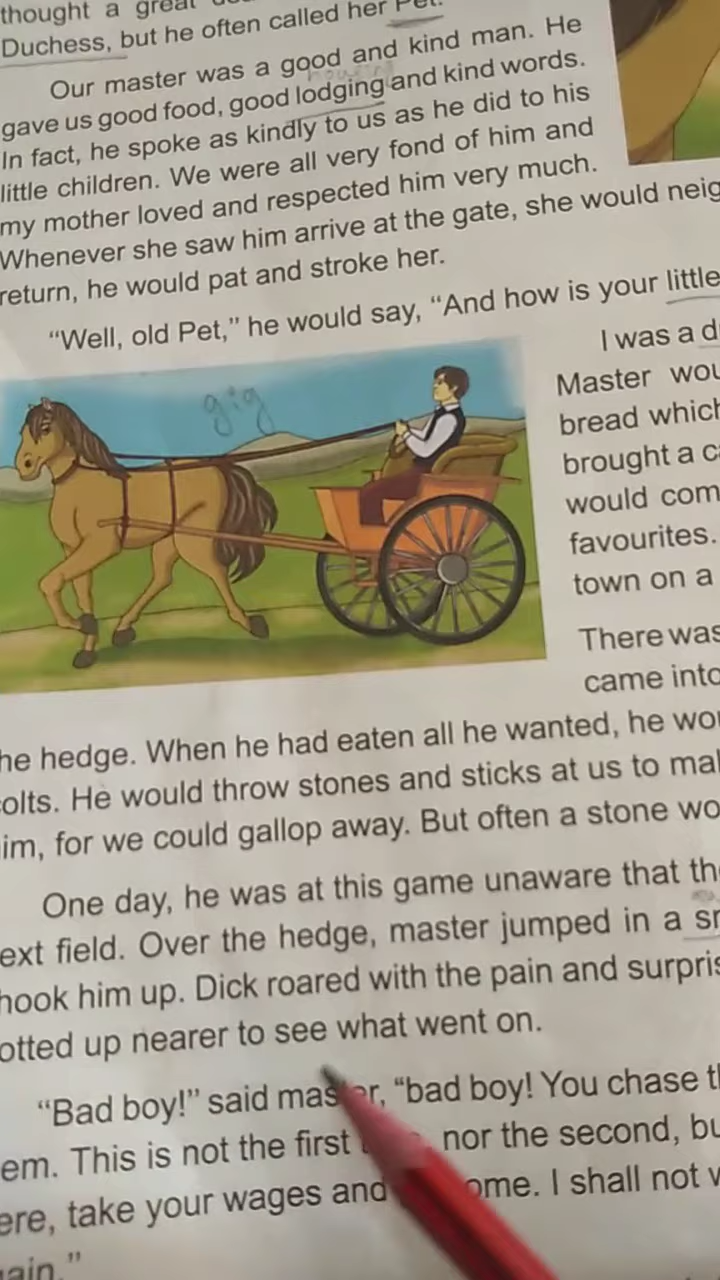 thought a great
Duchess, but he often called her Pet.
Our master was a good and kind man. He
gave us good food, good lodging and kind words.
In fact, he spoke as kindly to us as he did to his
little children. We were all very fond of him and
my mother loved and respected him very much.
Whenever she saw him arrive at the gate, she would neig
return, he would pat and stroke her.
“Well, old Pet,” he would say, “And how is your little
gig
I was a d
Master wou
bread which
brought a c
would com
favourites.
town on a
There was
came into
he hedge. When he had eaten all he wanted, he wo
olts. He would throw stones and sticks at us to ma
im, for we could gallop away. But often a stone wo
One day, he was at this game unaware that th
ext field. Over the hedge, master jumped in a sn
hook him up. Dick roared with the pain and surpris
otted up nearer to see what went on.
“Bad boy!” said master, “bad boy! You chase t
em. This is not the first nor the second, bu
ere, take your wages and I shall not w
ain.”